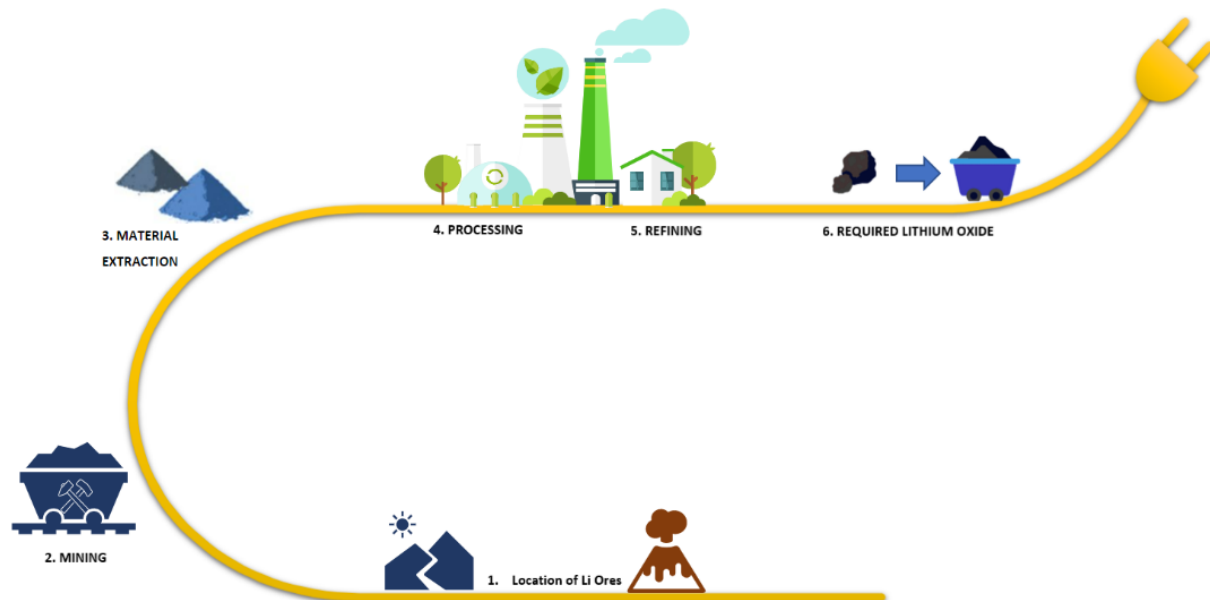 1. Location of Li Ores
2. MINING
3. MATERIAL
EXTRACTION
4. PROCESSING
5. REFINING
6. REQUIRED LITHIUM OXIDE